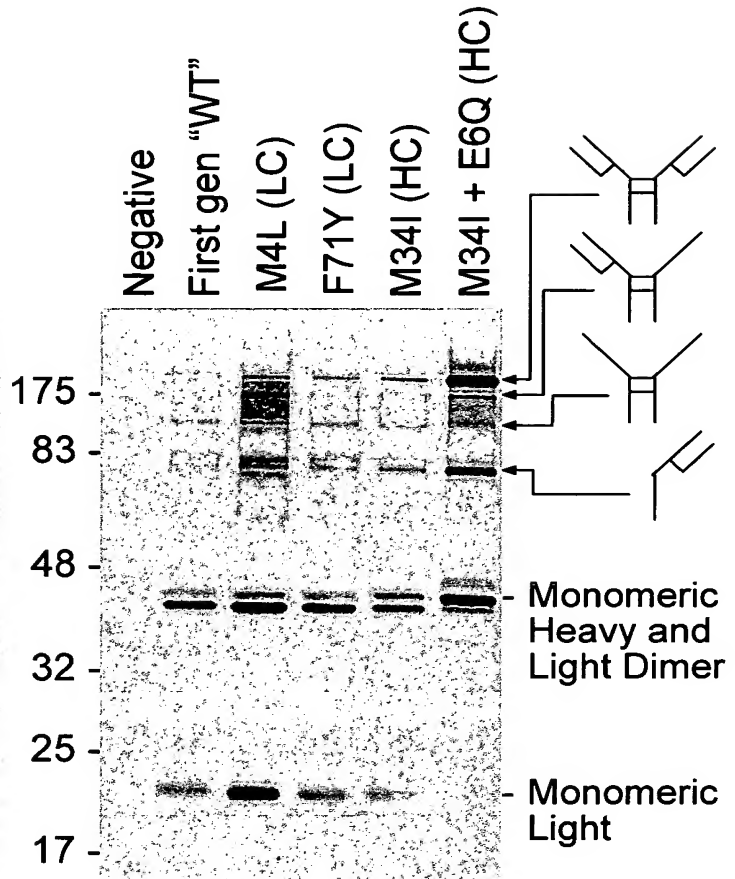 Negative
First gen "WT"
M4L (LC)
F71Y (LC)
M34I (HC)
M34I + E6Q (HC)
175 -
83 -
48 -
32 -
25 -
17 -
- Monomeric
Heavy and
Light Dimer
- Monomeric
Light